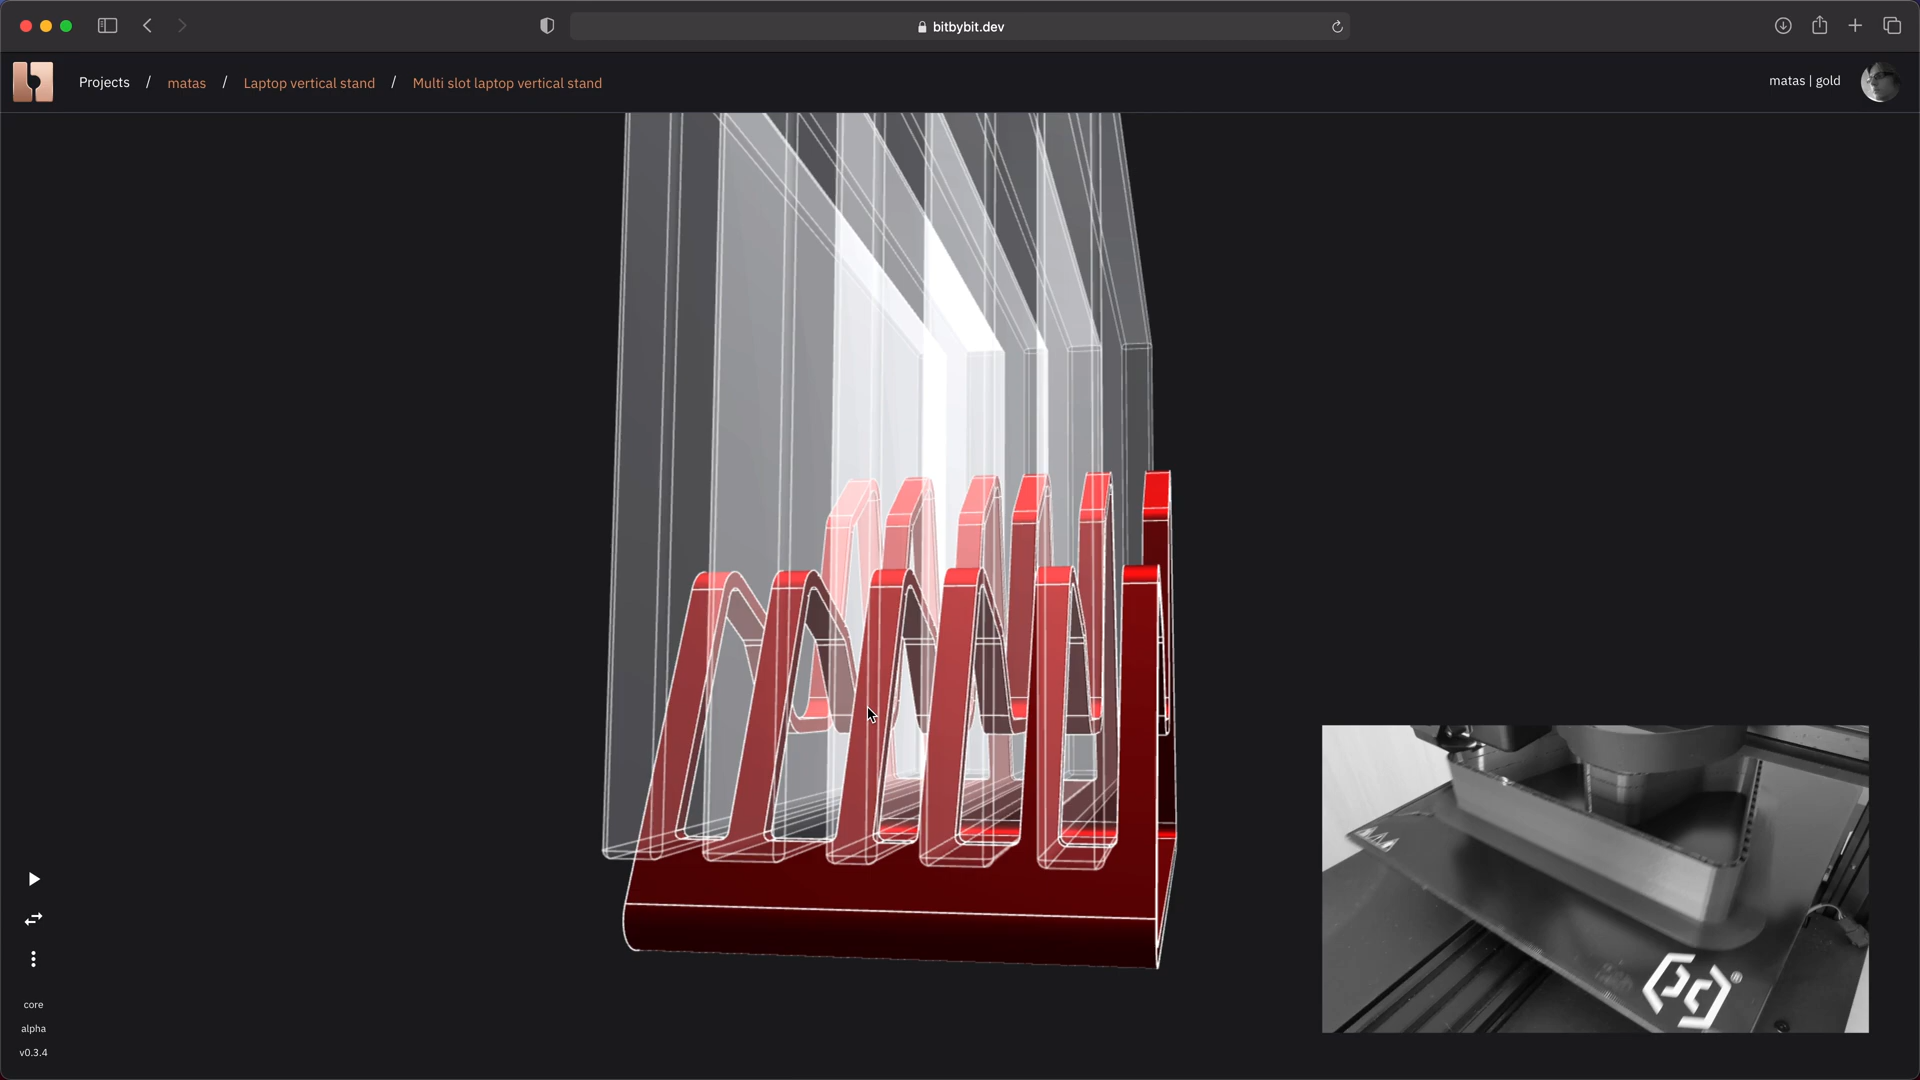 bitbybit.dev
Projects / matas / Laptop vertical stand / Multi slot laptop vertical stand
matas | gold
core
alpha
v0.3.4